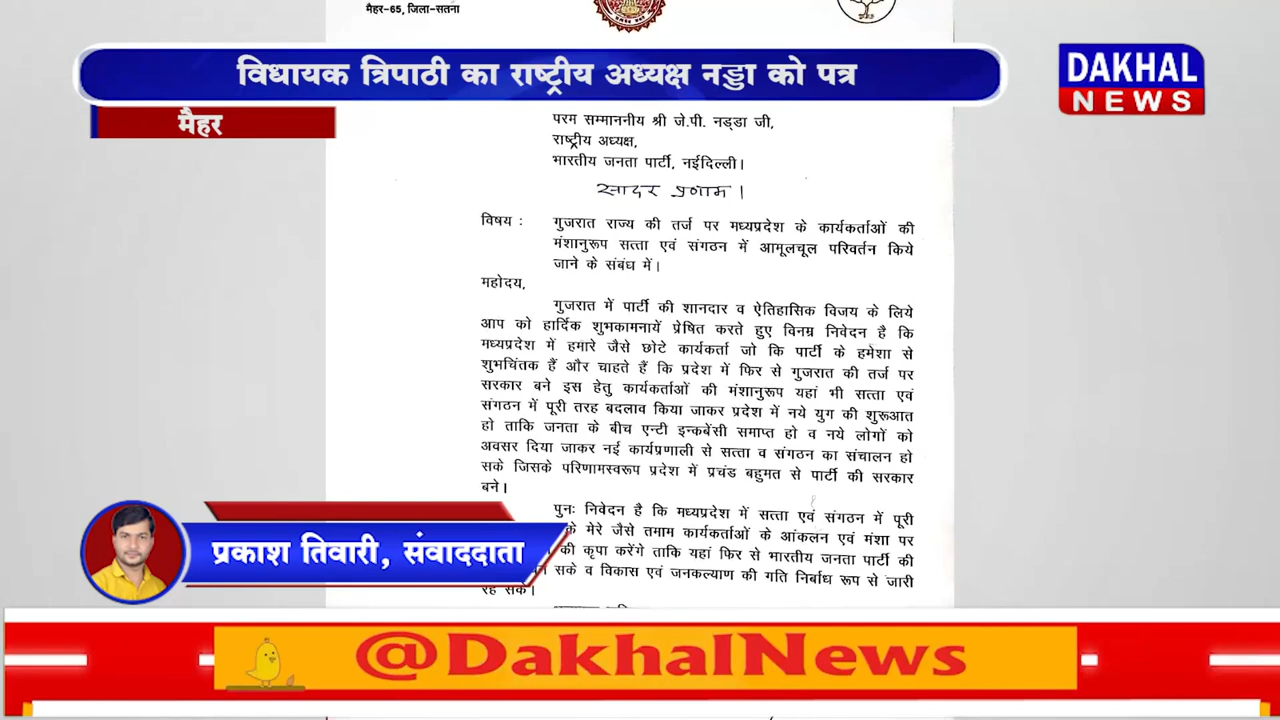 मैहर-65, जिला-सतना
विधायक त्रिपाठी का राष्ट्रीय अध्यक्ष नड्डा को पत्र
DAKHAL
NEWS
मैहर
परम सम्माननीय श्री जे.पी. नड्डा जी,
राष्ट्रीय अध्यक्ष,
भारतीय जनता पार्टी, नईदिल्ली।
सादर प्रणाम।
विषय : गुजरात राज्य की तर्ज पर मध्यप्रदेश के कार्यकर्ताओं की
मंशानुरूप सत्ता एवं संगठन में आमूलचूल परिवर्तन किये
जाने के संबंध में।
महोदय,
गुजरात में पार्टी की शानदार व ऐतिहासिक विजय के लिये
आप को हार्दिक शुभकामनायें प्रेषित करते हुए विनम्र निवेदन है कि
मध्यप्रदेश में हमारे जैसे छोटे कार्यकर्ता जो कि पार्टी के हमेशा से
शुभचिंतक हैं और चाहते हैं कि प्रदेश में फिर से गुजरात की तर्ज पर
सरकार बने इस हेतु कार्यकर्ताओं की मंशानुरूप यहां भी सत्ता एवं
संगठन में पूरी तरह बदलाव किया जाकर प्रदेश में नये युग की शुरूआत
हो ताकि जनता के बीच एन्टी इन्कबेंसी समाप्त हो व नये लोगों को
अवसर दिया जाकर नई कार्यप्रणाली से सत्ता व संगठन का संचालन हो
सके जिसके परिणामस्वरूप प्रदेश में प्रचंड बहुमत से पार्टी की सरकार
बने।
पुनः निवेदन है कि मध्यप्रदेश में सत्ता एवं संगठन में पूरी
के मेरे जैसे तमाम कार्यकर्ताओं के आंकलन एवं मंशा पर
की कृपा करेंगे ताकि यहां फिर से भारतीय जनता पार्टी की
सके व विकास एवं जनकल्याण की गति निर्बाध रूप से जारी
रह सके।
प्रकाश तिवारी, संवाददाता
@DakhalNews